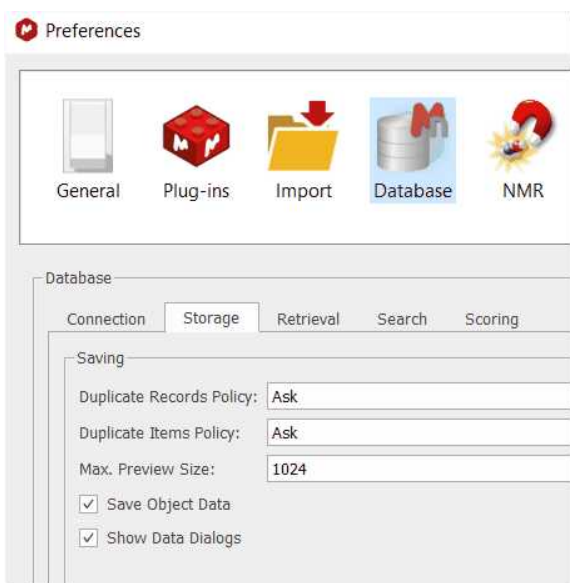 Preferences
General Plug-ins Import Database NMR
Database
Connection Storage Retrieval Search Scoring
Saving
Duplicate Records Policy: Ask
Duplicate Items Policy: Ask
Max. Preview Size: 1024
Save Object Data
Show Data Dialogs